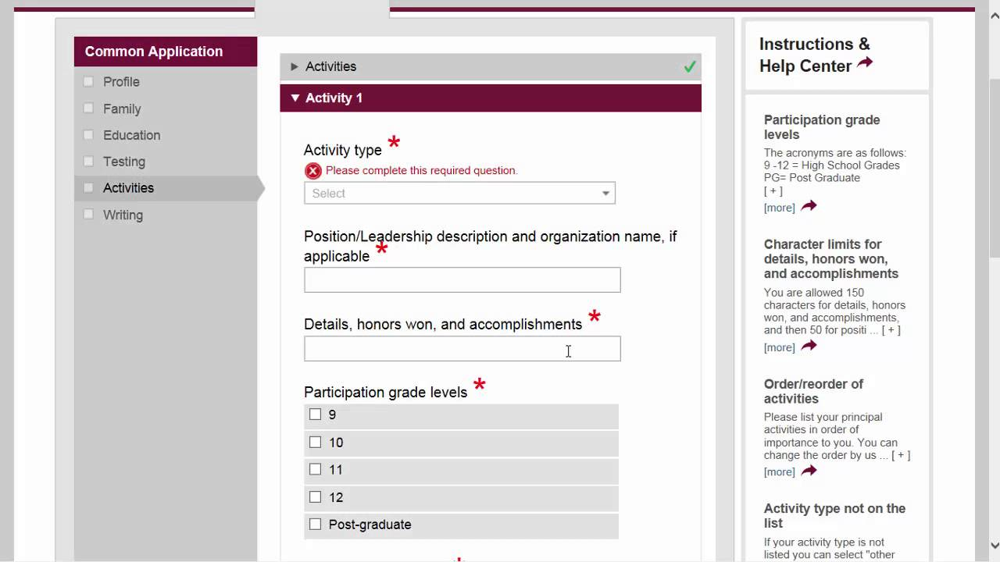 Common Application
Profile
Family
Education
Testing
Activities
Writing
Activities
Activity 1
Activity type *
Please complete this required question.
Select
Position/Leadership description and organization name, if
applicable *
Details, honors won, and accomplishments *
Participation grade levels *
9
10
11
12
Post-graduate
Instructions &
Help Center
Participation grade
levels
The acronyms are as follows:
9 -12 = High School Grades
PG= Post Graduate
[ + ]
[more]
Character limits for
details, honors won,
and accomplishments
You are allowed 150
characters for details, honors
won, and accomplishments,
and then 50 for positi ... [ + ]
[more]
Order/reorder of
activities
Please list your principal
activities in order of
importance to you. You can
change the order by us ... [ + ]
[more]
Activity type not on the
list
If your activity type is not
listed you can select "other